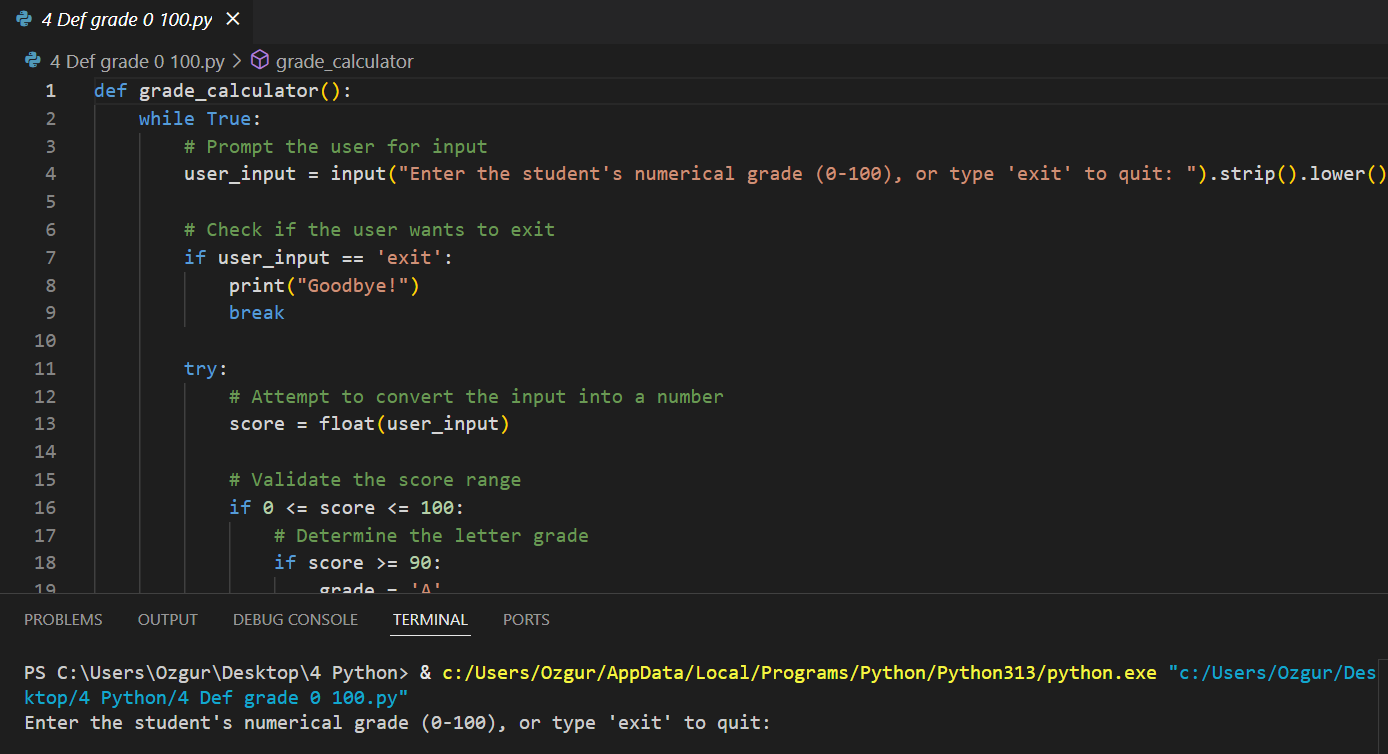 4 Def grade 0 100.py ×
4 Def grade 0 100.py > grade_calculator
1 def grade_calculator():
2     while True:
3         # Prompt the user for input
4         user_input = input("Enter the student's numerical grade (0-100), or type 'exit' to quit: ").strip().lower()
5
6         # Check if the user wants to exit
7         if user_input == 'exit':
8             print("Goodbye!")
9             break
10
11         try:
12             # Attempt to convert the input into a number
13             score = float(user_input)
14
15             # Validate the score range
16             if 0 <= score <= 100:
17                 # Determine the letter grade
18                 if score >= 90:
19                     grade = 'A'
PROBLEMS OUTPUT DEBUG CONSOLE TERMINAL PORTS
PS C:\Users\Ozgur\Desktop\4 Python> & c:/Users/Ozgur/AppData/Local/Programs/Python/Python313/python.exe "c:/Users/Ozgur/Des
ktop/4 Python/4 Def grade 0 100.py"
Enter the student's numerical grade (0-100), or type 'exit' to quit: